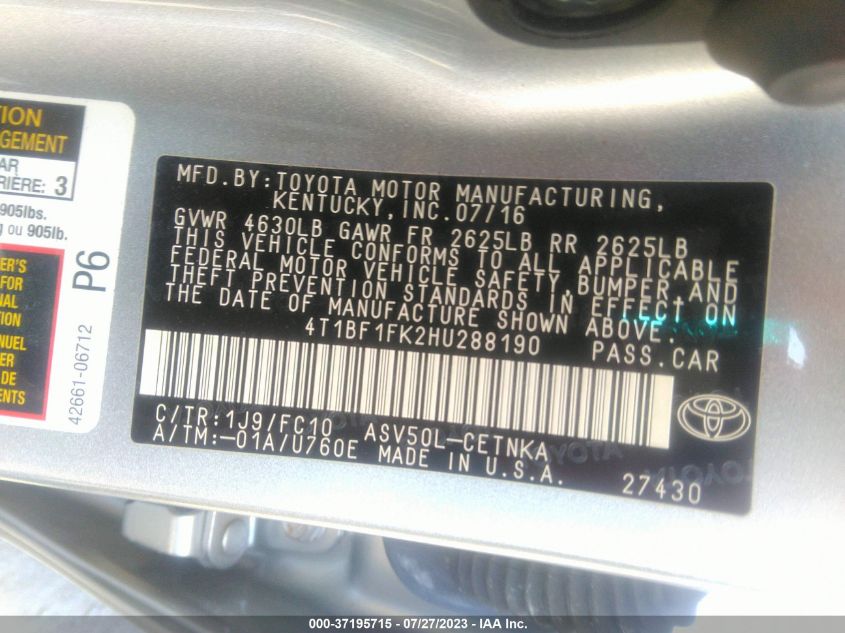 TION
GEMENT
AR
RIÈRE: 3
905lbs.
g ou 905lb.
P6
ER'S
FOR
NAL
TION
NUEL
ER
DE
ENTS
42661-06712
MFD.BY:TOYOTA MOTOR MANUFACTURING,
KENTUCKY,INC.07/16
GVWR 4630LB GAWR FR 2625LB RR 2625LB
THIS VEHICLE CONFORMS TO ALL APPLICABLE
FEDERAL MOTOR VEHICLE SAFETY,BUMPER,AND
THEFT PREVENTION STANDARDS IN EFFECT ON
THE DATE OF MANUFACTURE SHOWN ABOVE.
4T1BF1FK2HU288190 PASS.CAR
C/TR:1J9/FC10 ASV50L-CETNKA
A/TM:-01A/U760E MADE IN U.S.A.
27430
TOYOTA
000-37195715 - 07/27/2023 - IAA Inc.